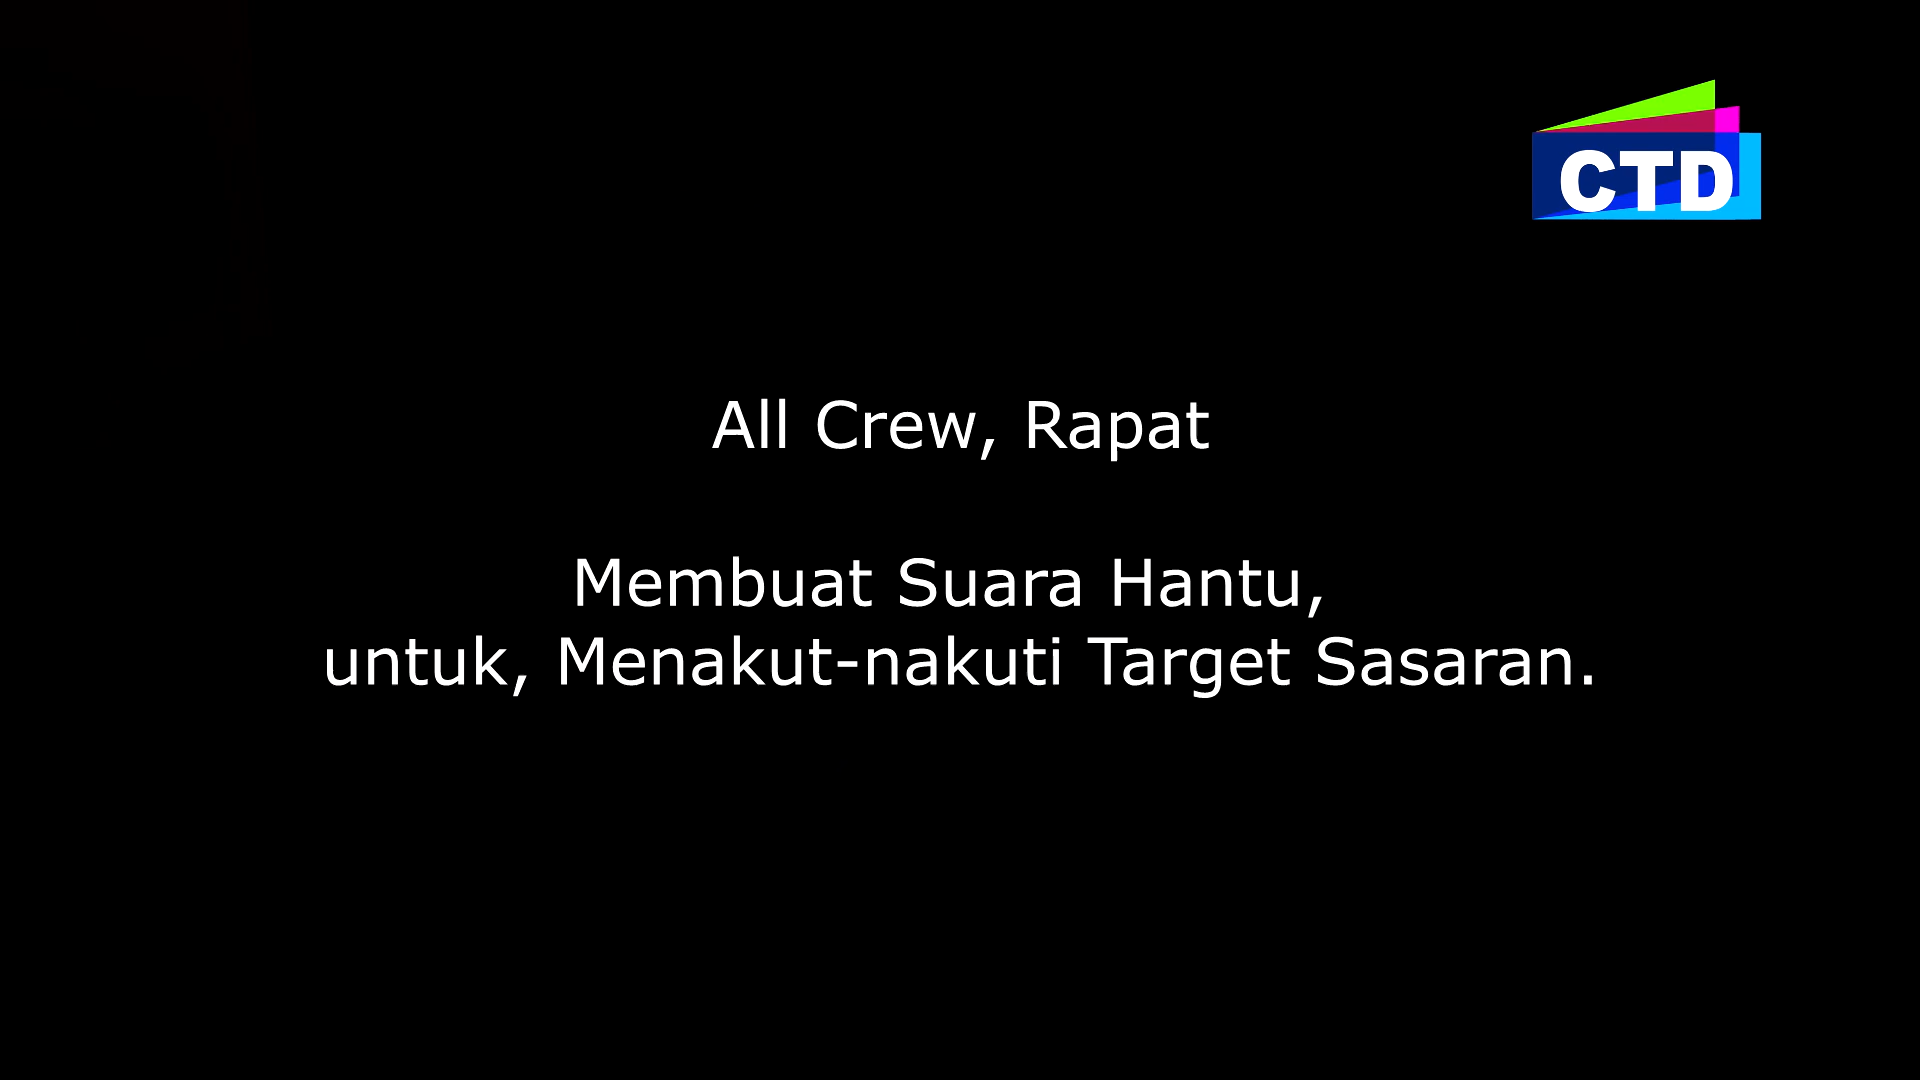 CTD
All Crew, Rapat
Membuat Suara Hantu,
untuk, Menakut-nakuti Target Sasaran.